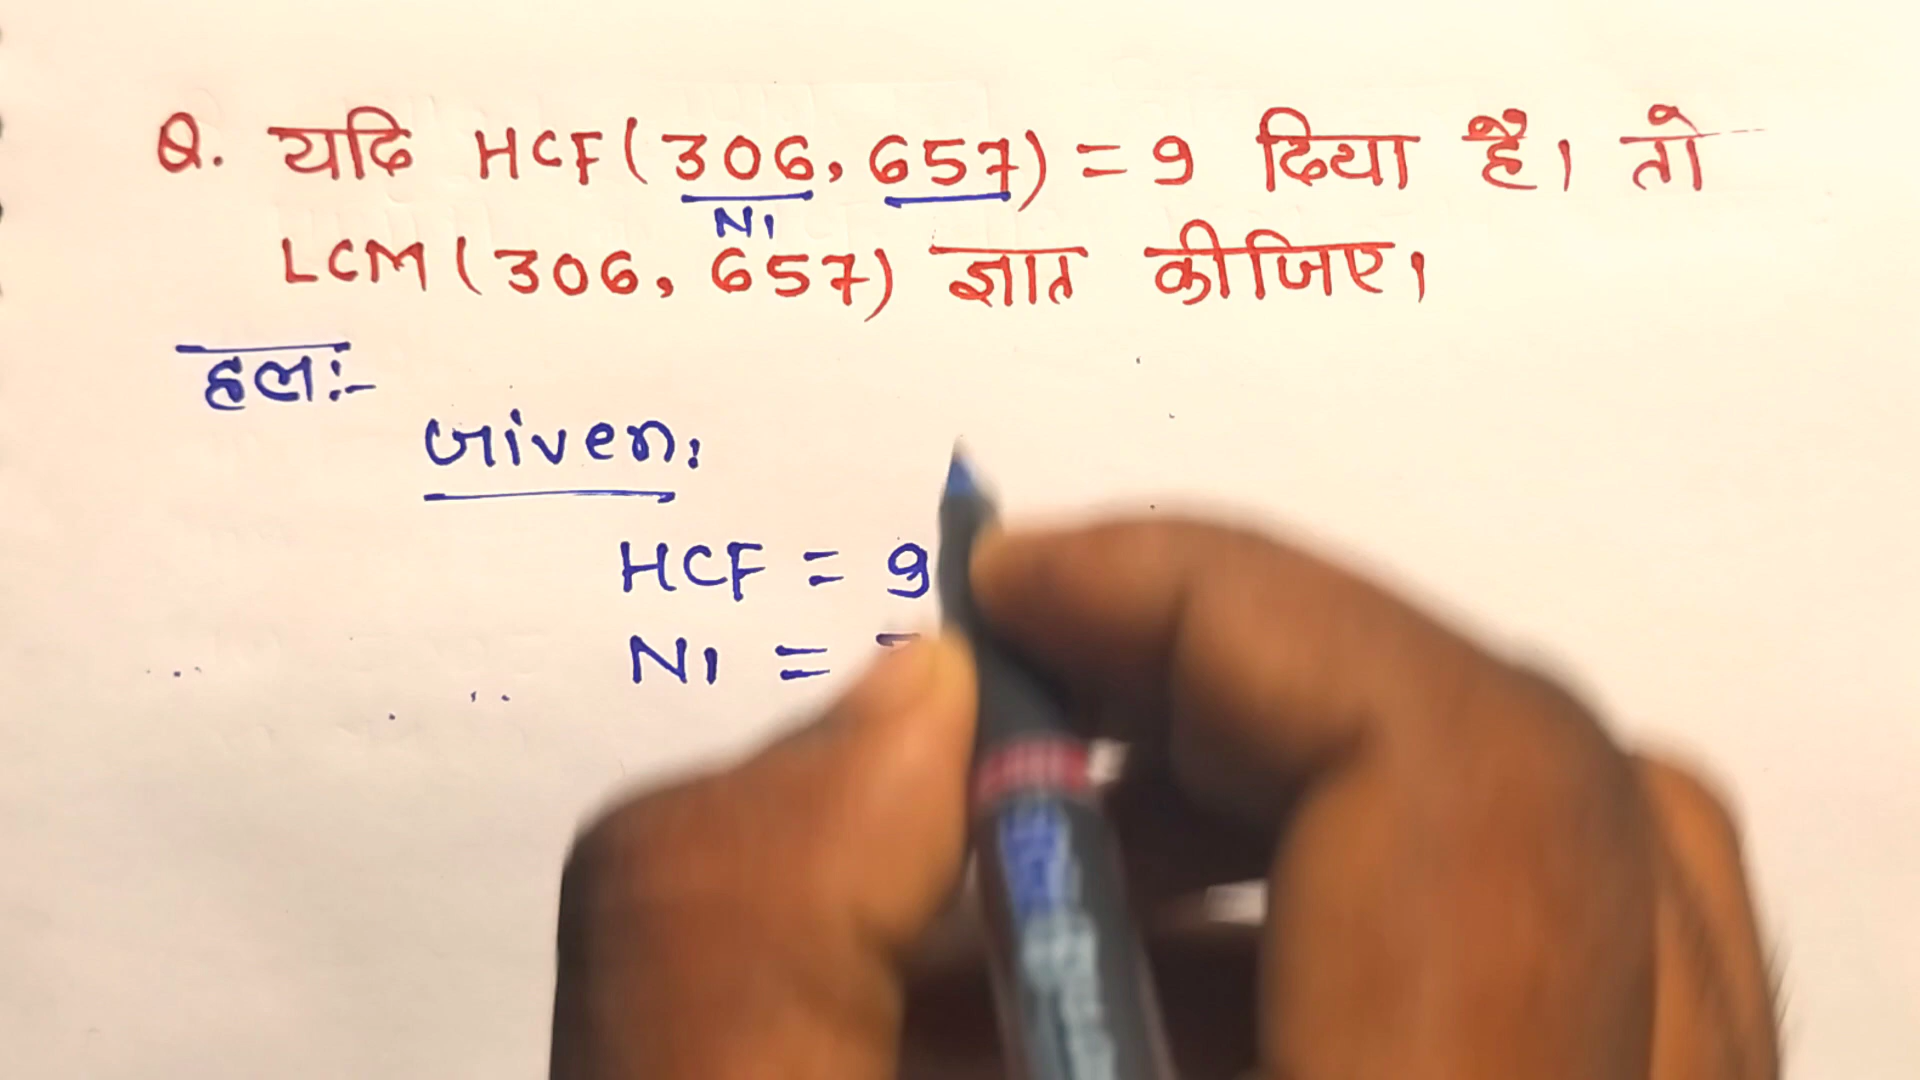 Q. यदि HCF(306, 657) = 9 दिया है। तो
N1
LCM(306, 657) ज्ञात कीजिए।
हलः-
Given:
HCF = 9
N1 =